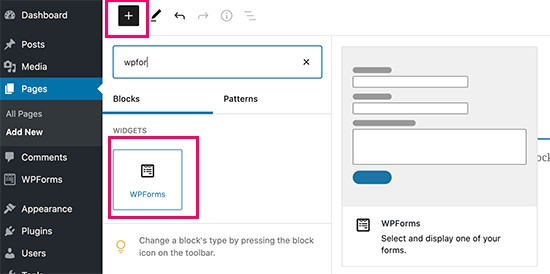 Dashboard
Posts
Media
Pages
All Pages
Add New
Comments
WPForms
Appearance
Plugins
Users
wpfor
Blocks
Patterns
WIDGETS
WPForms
Change a block's type by pressing the block
icon on the toolbar.
WPForms
Select and display one of your
forms.